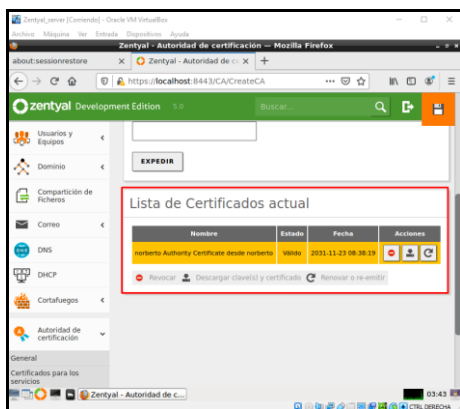 Zentyal_server [Corriendo] - Oracle VM VirtualBox
Archivo Máquina Ver Entrada Dispositivos Ayuda
Zentyal - Autoridad de certificación — Mozilla Firefox
about:sessionrestore
Zentyal - Autoridad de ce
https://localhost:8443/CA/CreateCA
zentyal Development Edition 5.0
Buscar...
Usuarios y Equipos
Dominio
Compartición de Ficheros
Correo
DNS
DHCP
Cortafuegos
Autoridad de certificación
General
Certificados para los servicios
EXPEDIR
Lista de Certificados actual
Nombre Estado Fecha Acciones
norberto Authority Certificate desde norberto Válido 2031-11-23 08:38:19
Revocar Descargar clave(s) y certificado Renovar o re-emitir
Zentyal - Autoridad de c...
03:43
CTRL DERECHA